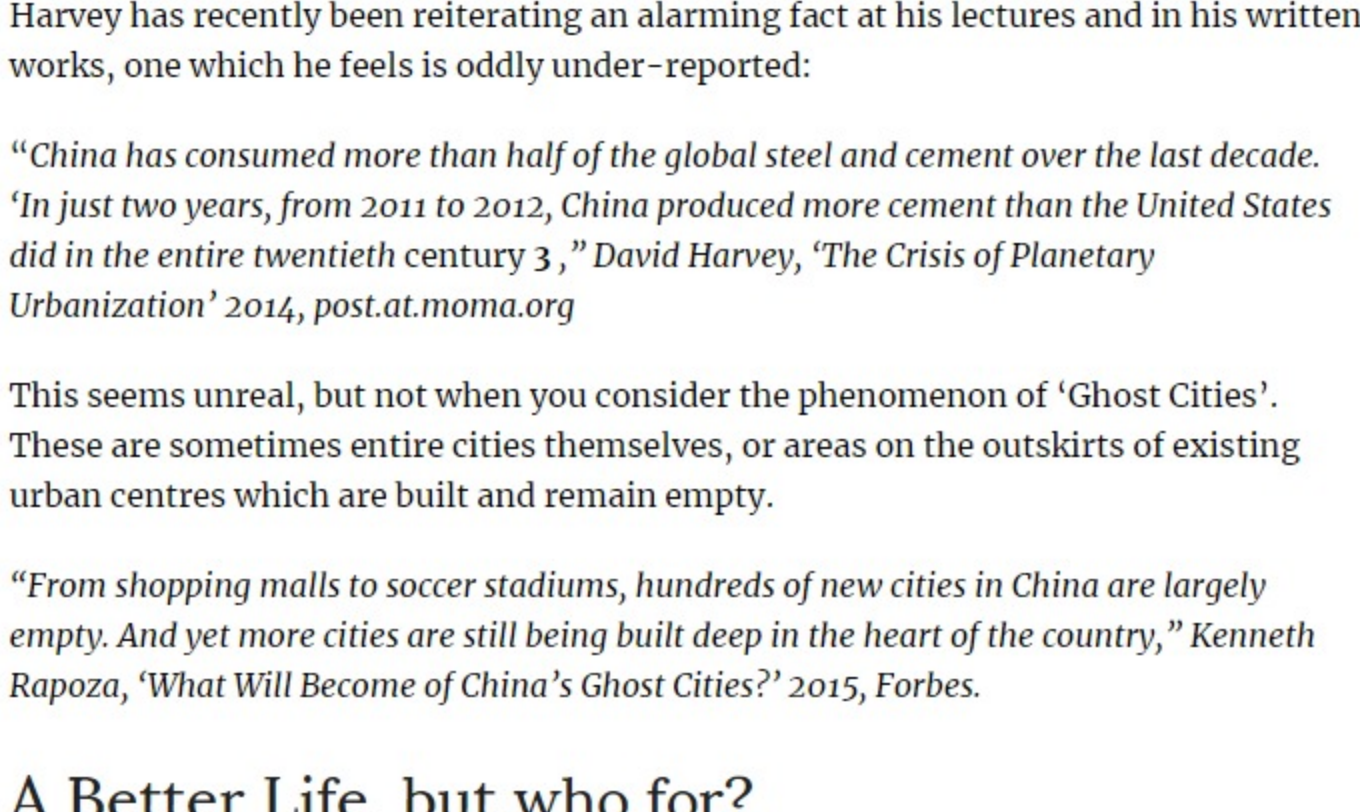 Harvey has recently been reiterating an alarming fact at his lectures and in his written
works, one which he feels is oddly under-reported:
“China has consumed more than half of the global steel and cement over the last decade.
‘In just two years, from 2011 to 2012, China produced more cement than the United States
did in the entire twentieth century 3 ,” David Harvey, ‘The Crisis of Planetary
Urbanization’ 2014, post.at.moma.org
This seems unreal, but not when you consider the phenomenon of ‘Ghost Cities’.
These are sometimes entire cities themselves, or areas on the outskirts of existing
urban centres which are built and remain empty.
“From shopping malls to soccer stadiums, hundreds of new cities in China are largely
empty. And yet more cities are still being built deep in the heart of the country,” Kenneth
Rapoza, ‘What Will Become of China’s Ghost Cities?’ 2015, Forbes.
A Better Life, but who for?